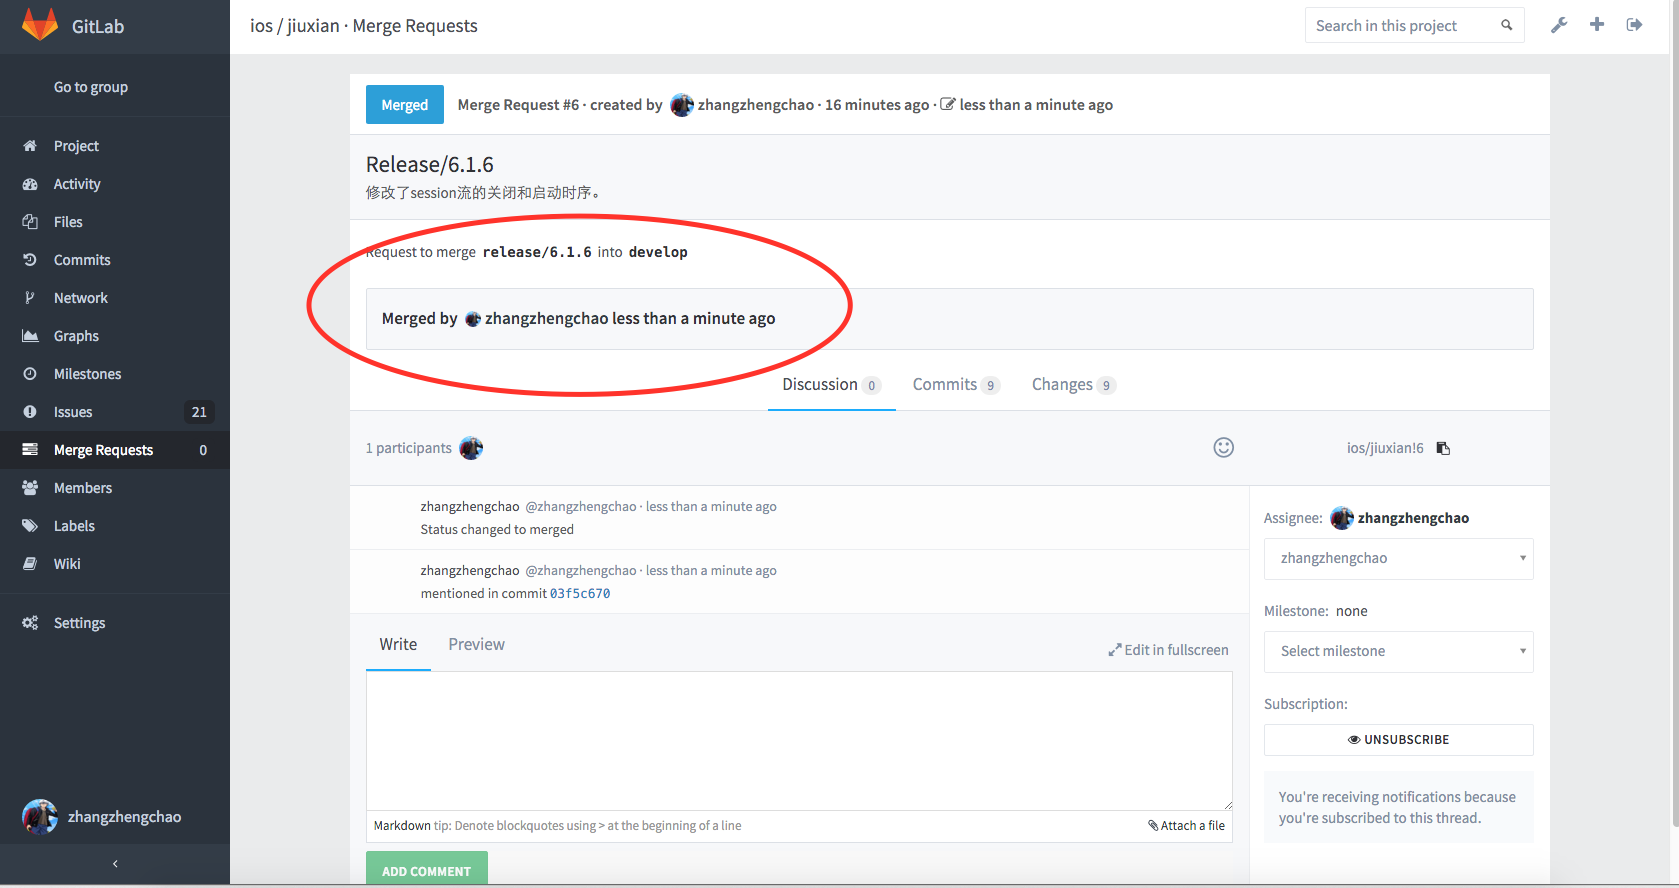 GitLab
ios / jiuxian · Merge Requests
Search in this project
Go to group
Project
Activity
Files
Commits
Network
Graphs
Milestones
Issues 21
Merge Requests 0
Members
Labels
Wiki
Settings
zhangzhengchao
Merged Merge Request #6 · created by zhangzhengchao · 16 minutes ago · less than a minute ago
Release/6.1.6
修改了session流的关闭和启动时序。
Request to merge release/6.1.6 into develop
Merged by zhangzhengchao less than a minute ago
Discussion 0 Commits 9 Changes 9
1 participants
ios/jiuxian!6
zhangzhengchao @zhangzhengchao · less than a minute ago
Status changed to merged
zhangzhengchao @zhangzhengchao · less than a minute ago
mentioned in commit 03f5c670
Write Preview
Edit in fullscreen
Markdown tip: Denote blockquotes using > at the beginning of a line
Attach a file
ADD COMMENT
Assignee: zhangzhengchao
zhangzhengchao
Milestone: none
Select milestone
Subscription:
UNSUBSCRIBE
You're receiving notifications because
you're subscribed to this thread.